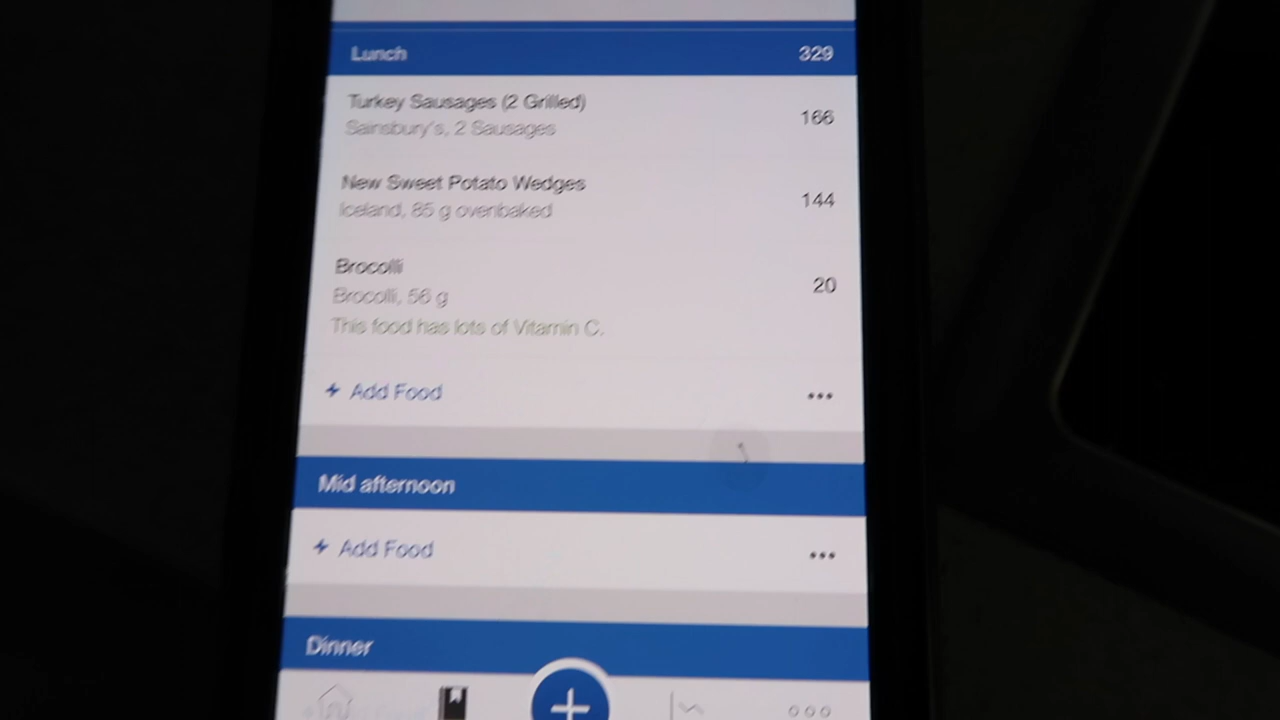 Lunch 329
Turkey Sausages (2 Grilled) 166
Sainsbury's, 2 Sausages
New Sweet Potato Wedges 144
Iceland, 85 g ovenbaked
Brocolli 20
Brocolli, 56 g
This food has lots of Vitamin C.
Add Food
Mid afternoon
Add Food
Dinner